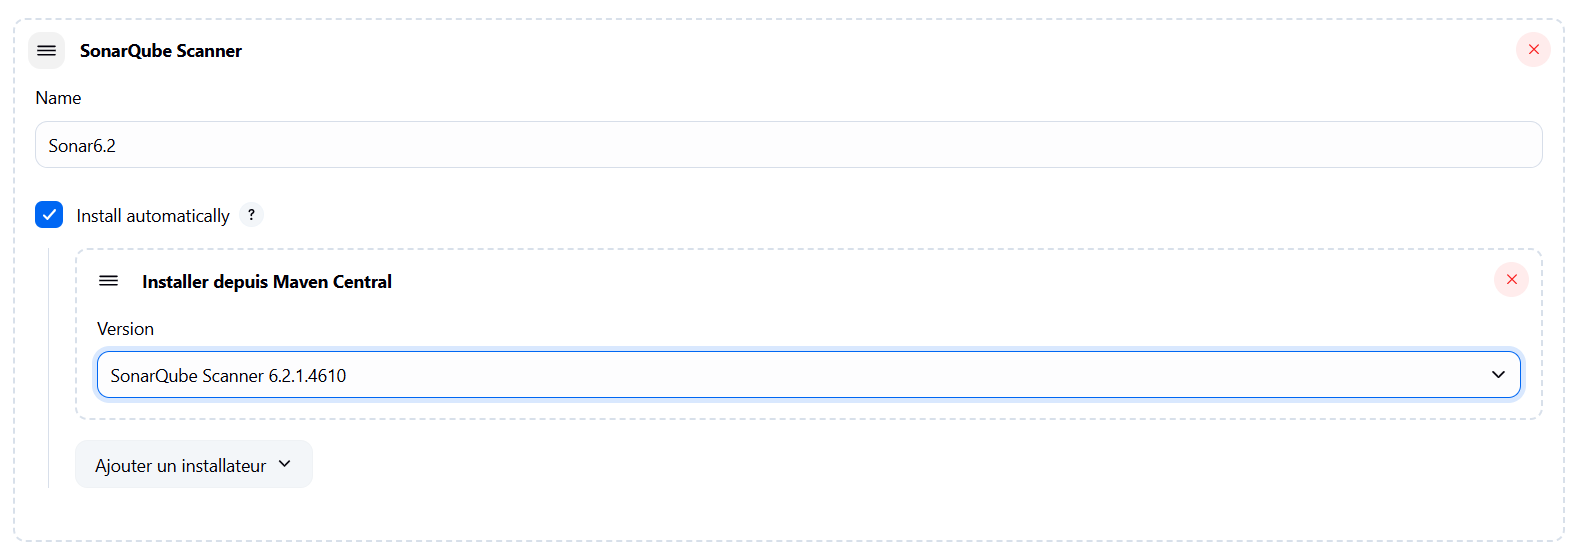 SonarQube Scanner
Name
Sonar6.2
Install automatically ?
Installer depuis Maven Central
Version
SonarQube Scanner 6.2.1.4610
Ajouter un installateur